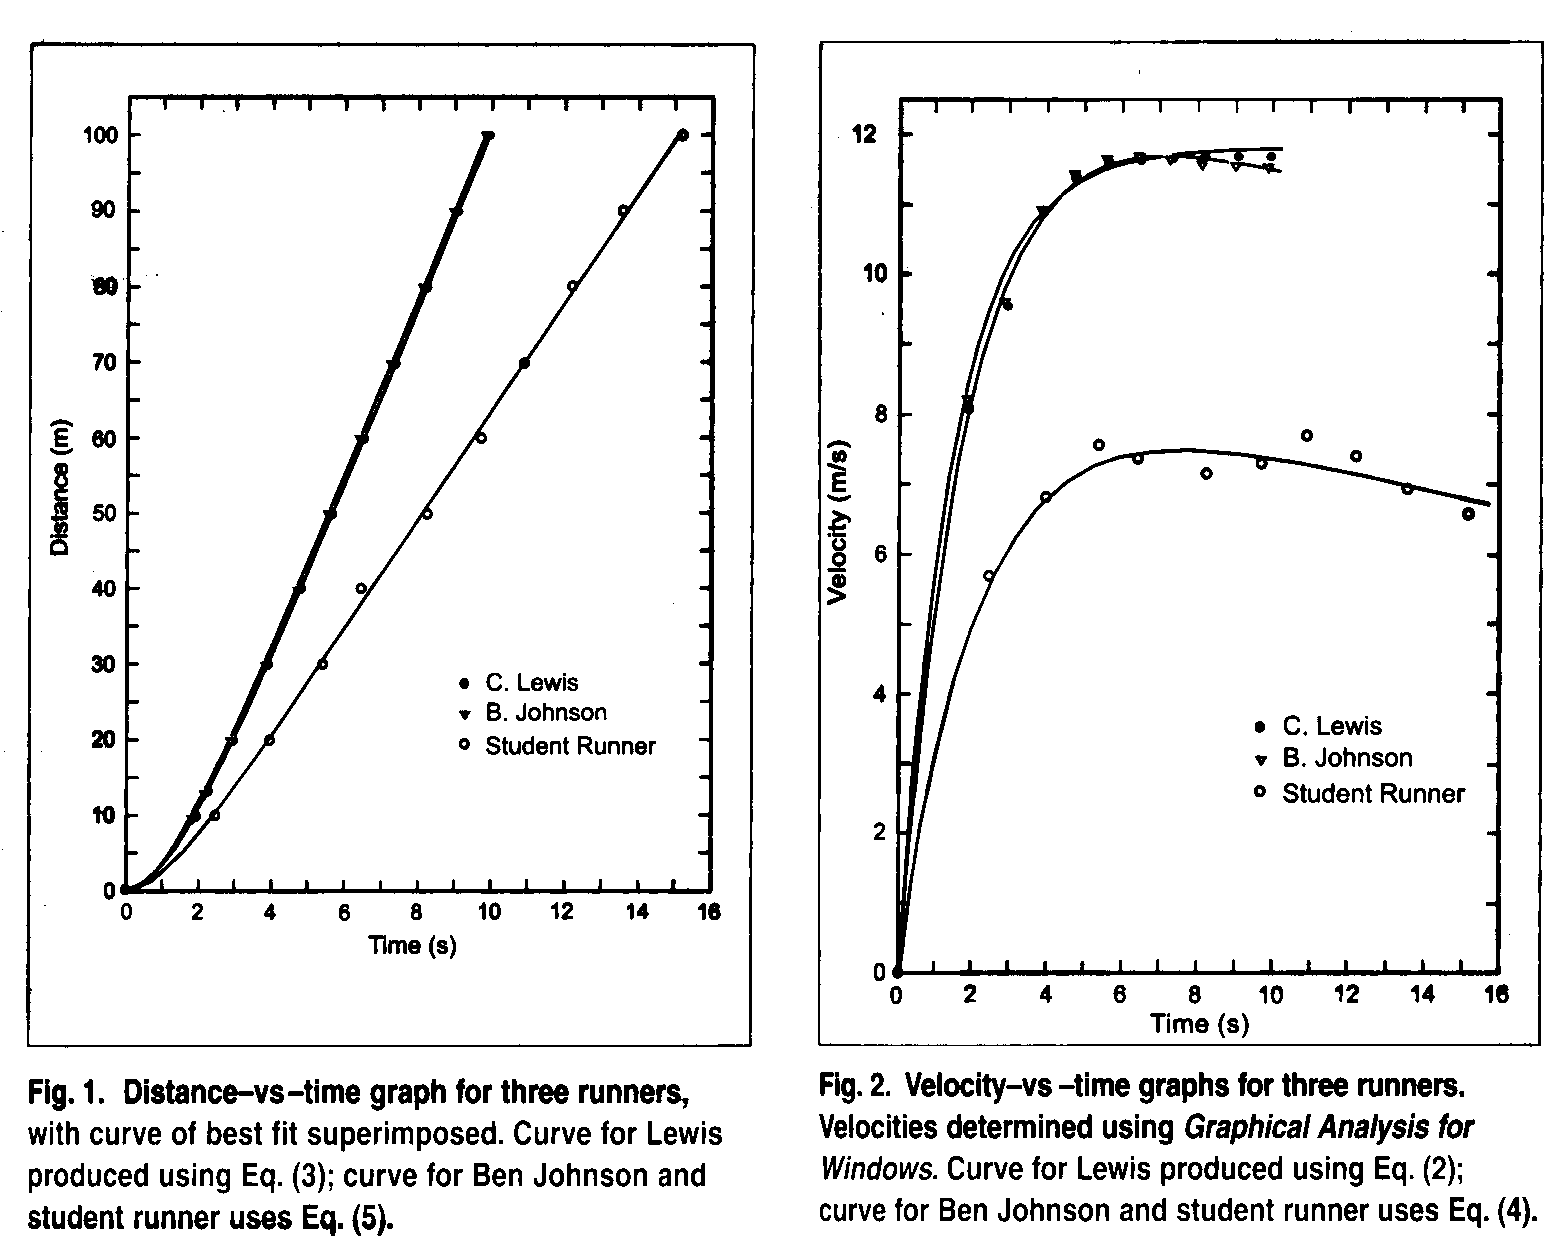 100
90
80
70
60
50
40
30
20
10
0
Distance (m)
C. Lewis
B. Johnson
Student Runner
0 2 4 6 8 10 12 14 16
Time (s)
Fig. 1. Distance–vs–time graph for three runners,
with curve of best fit superimposed. Curve for Lewis
produced using Eq. (3); curve for Ben Johnson and
student runner uses Eq. (5).
12
10
8
6
4
2
0
Velocity (m/s)
C. Lewis
B. Johnson
Student Runner
0 2 4 6 8 10 12 14 16
Time (s)
Fig. 2. Velocity–vs –time graphs for three runners.
Velocities determined using Graphical Analysis for
Windows. Curve for Lewis produced using Eq. (2);
curve for Ben Johnson and student runner uses Eq. (4).